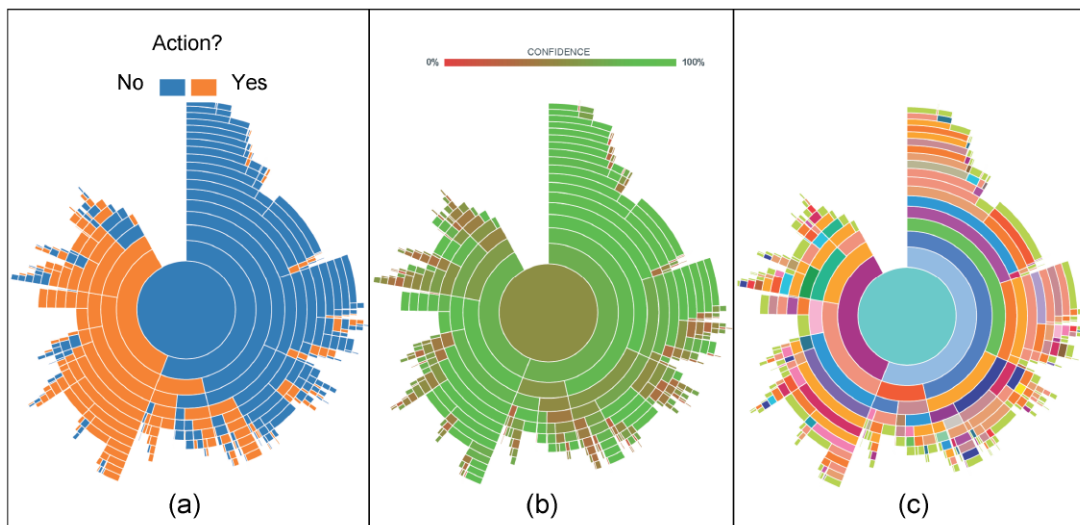 Action?
No Yes
(a)
CONFIDENCE
0% 100%
(b)
(c)